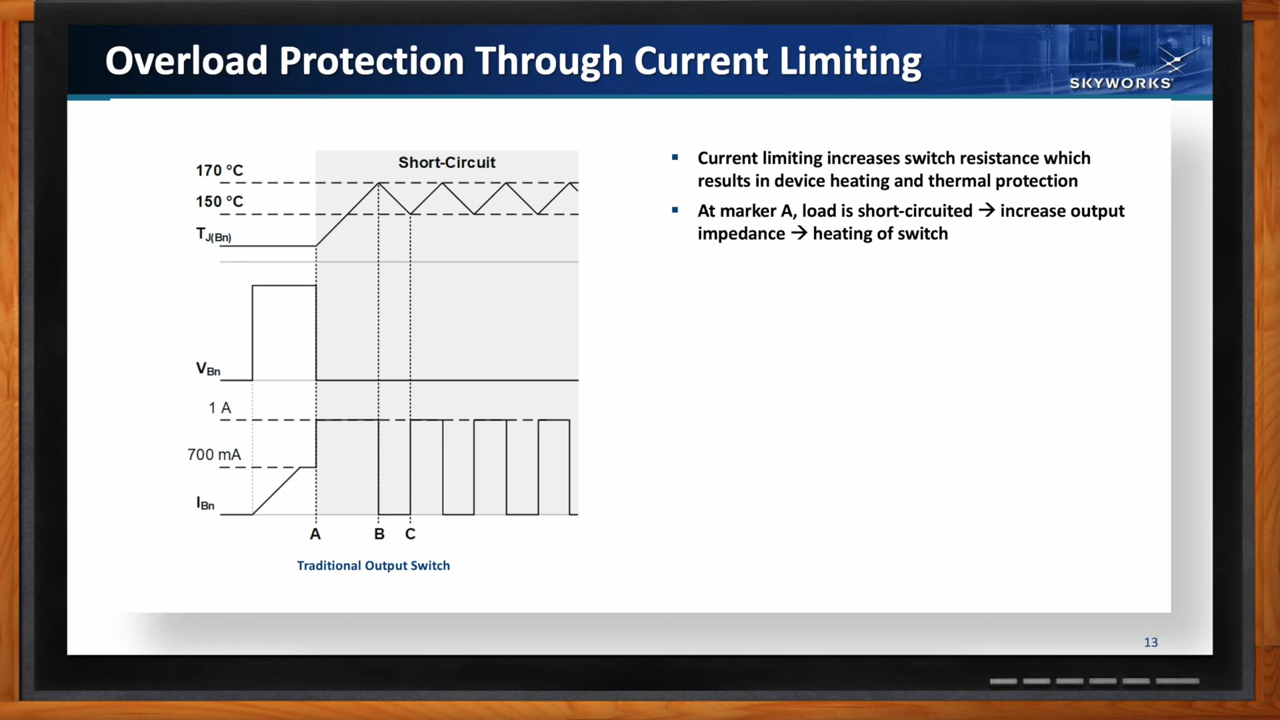 Overload Protection Through Current Limiting
SKYWORKS
Short-Circuit
170 °C
150 °C
TJ(Bn)
VBn
1 A
700 mA
IBn
A B C
Traditional Output Switch
▪ Current limiting increases switch resistance which
results in device heating and thermal protection
▪ At marker A, load is short-circuited → increase output
impedance → heating of switch
13